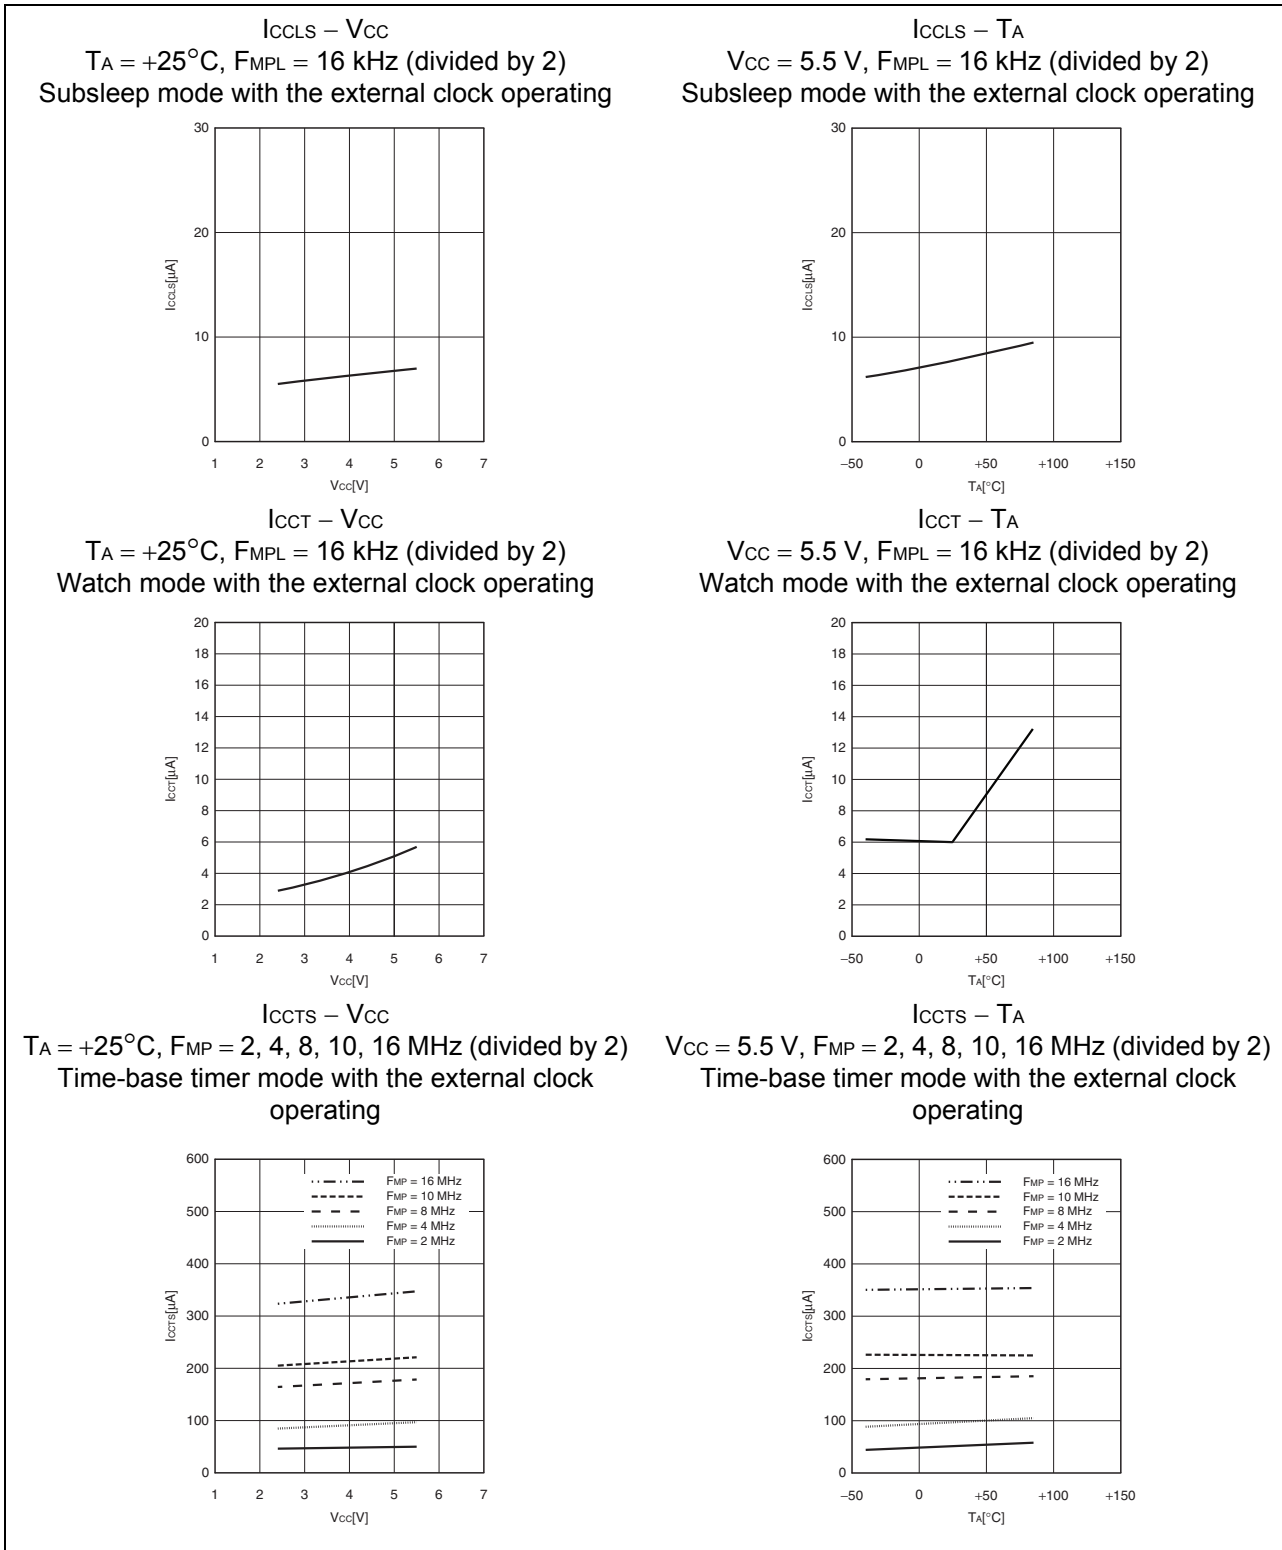 ICCLS − VCC
TA = +25°C, FMPL = 16 kHz (divided by 2)
Subsleep mode with the external clock operating
30
20
10
0
ICCLS[µA]
1 2 3 4 5 6 7
VCC[V]
ICCLS − TA
VCC = 5.5 V, FMPL = 16 kHz (divided by 2)
Subsleep mode with the external clock operating
30
20
10
0
ICCLS[µA]
−50 0 +50 +100 +150
TA[°C]
ICCT − VCC
TA = +25°C, FMPL = 16 kHz (divided by 2)
Watch mode with the external clock operating
20
18
16
14
12
10
8
6
4
2
0
ICCT[µA]
1 2 3 4 5 6 7
VCC[V]
ICCT − TA
VCC = 5.5 V, FMPL = 16 kHz (divided by 2)
Watch mode with the external clock operating
20
18
16
14
12
10
8
6
4
2
0
ICCT[µA]
−50 0 +50 +100 +150
TA[°C]
ICCTS − VCC
TA = +25°C, FMP = 2, 4, 8, 10, 16 MHz (divided by 2)
Time-base timer mode with the external clock
operating
600
500
400
300
200
100
0
ICCTS[µA]
FMP = 16 MHz
FMP = 10 MHz
FMP = 8 MHz
FMP = 4 MHz
FMP = 2 MHz
1 2 3 4 5 6 7
VCC[V]
ICCTS − TA
VCC = 5.5 V, FMP = 2, 4, 8, 10, 16 MHz (divided by 2)
Time-base timer mode with the external clock
operating
600
500
400
300
200
100
0
ICCTS[µA]
FMP = 16 MHz
FMP = 10 MHz
FMP = 8 MHz
FMP = 4 MHz
FMP = 2 MHz
−50 0 +50 +100 +150
TA[°C]